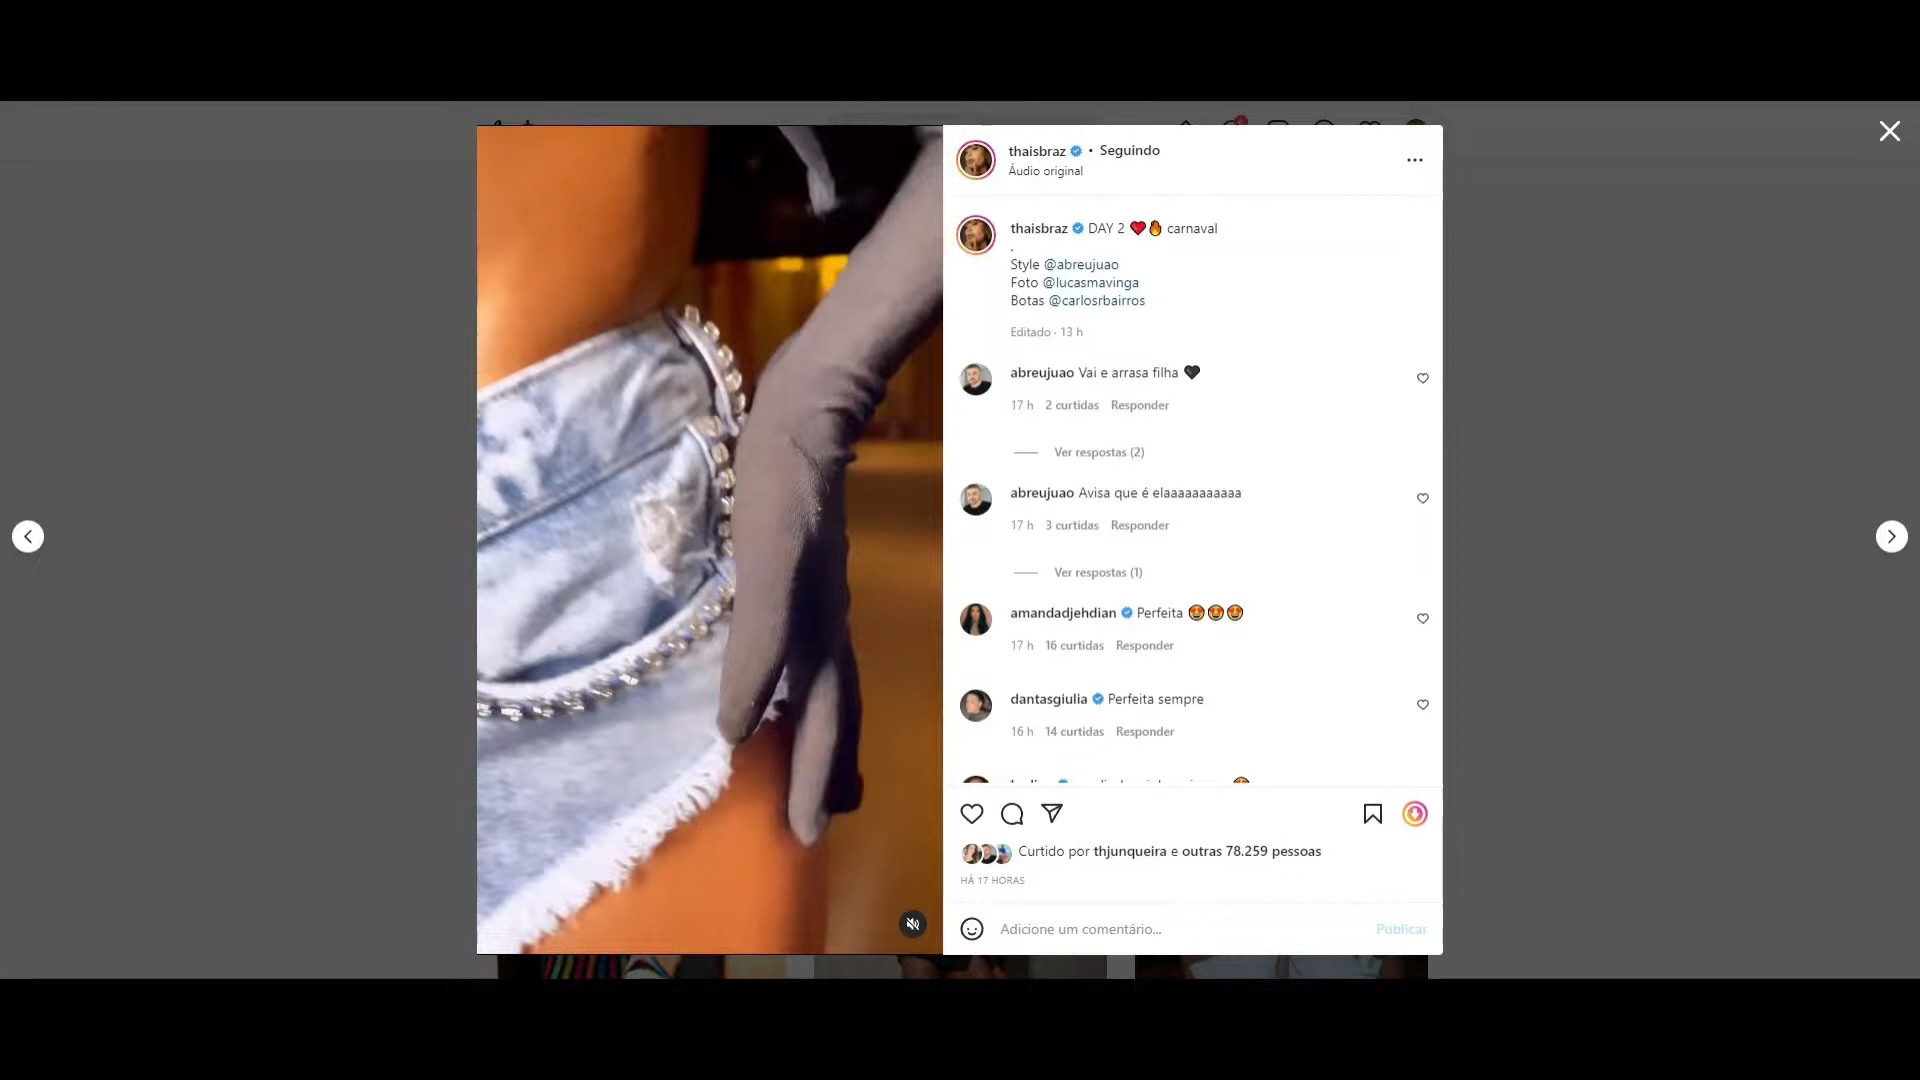 thaisbraz • Seguindo
Áudio original
thaisbraz DAY 2 ❤️🔥 carnaval
.
Style @abreujuao
Foto @lucasmavinga
Botas @carlosrbairros
Editado · 13 h
abreujuao Vai e arrasa filha 🖤
17 h 2 curtidas Responder
Ver respostas (2)
abreujuao Avisa que é elaaaaaaaaaaa
17 h 3 curtidas Responder
Ver respostas (1)
amandadjehdian Perfeita 🤩🤩🤩
17 h 16 curtidas Responder
dantasgiulia Perfeita sempre
16 h 14 curtidas Responder
Curtido por thjunqueira e outras 78.259 pessoas
HÁ 17 HORAS
Adicione um comentário... Publicar